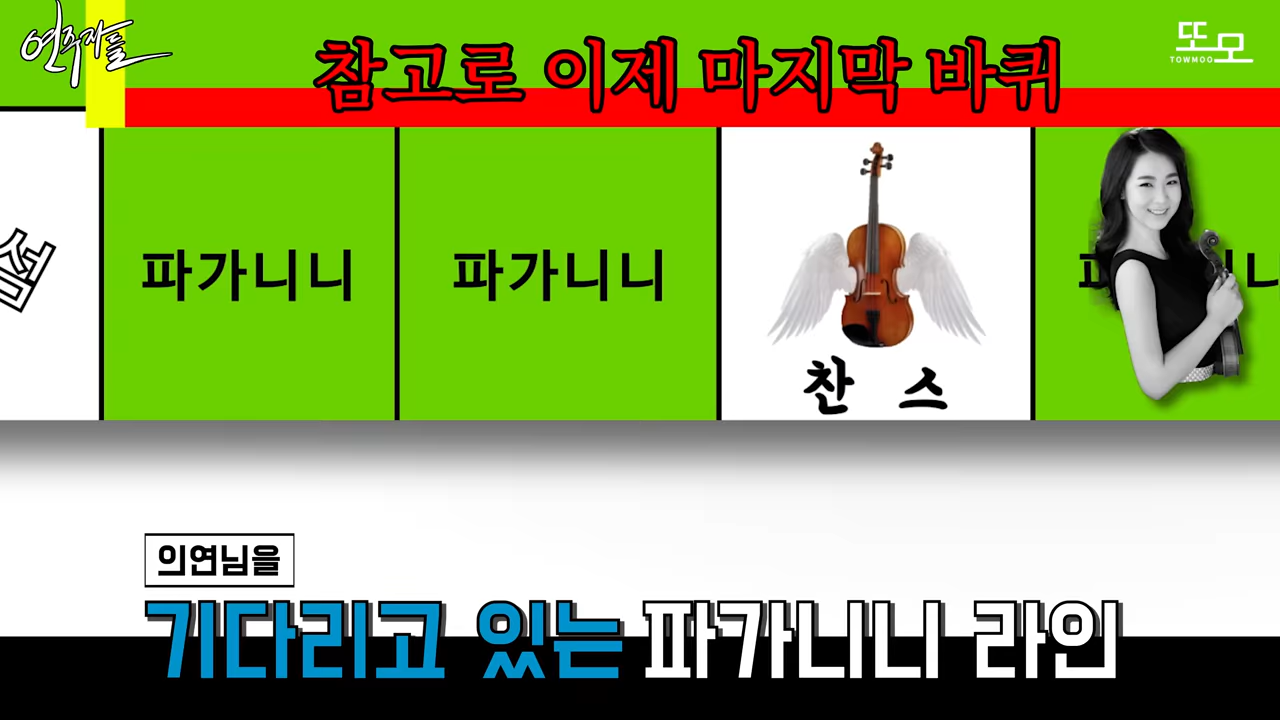 연주자들
또모
TOWMOO
참고로 이제 마지막 바퀴
섬
파가니니
파가니니
찬 스
의연님을
기다리고 있는 파가니니 라인